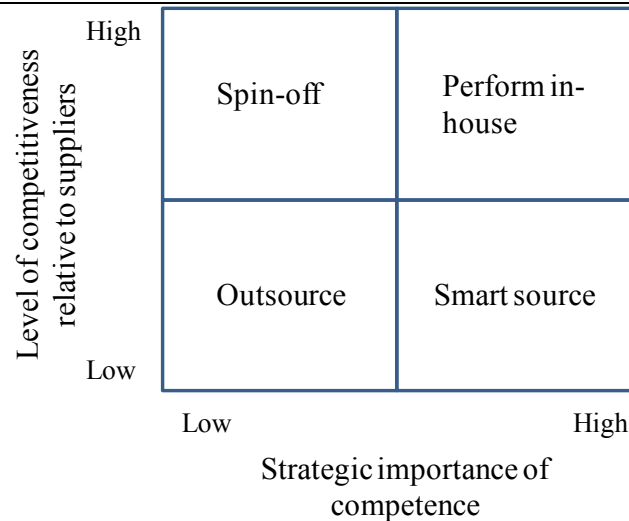 High
Spin-off
Perform in-
house
Level of competitiveness
relative to suppliers
Outsource
Smart source
Low
Low
High
Strategic importance of
competence